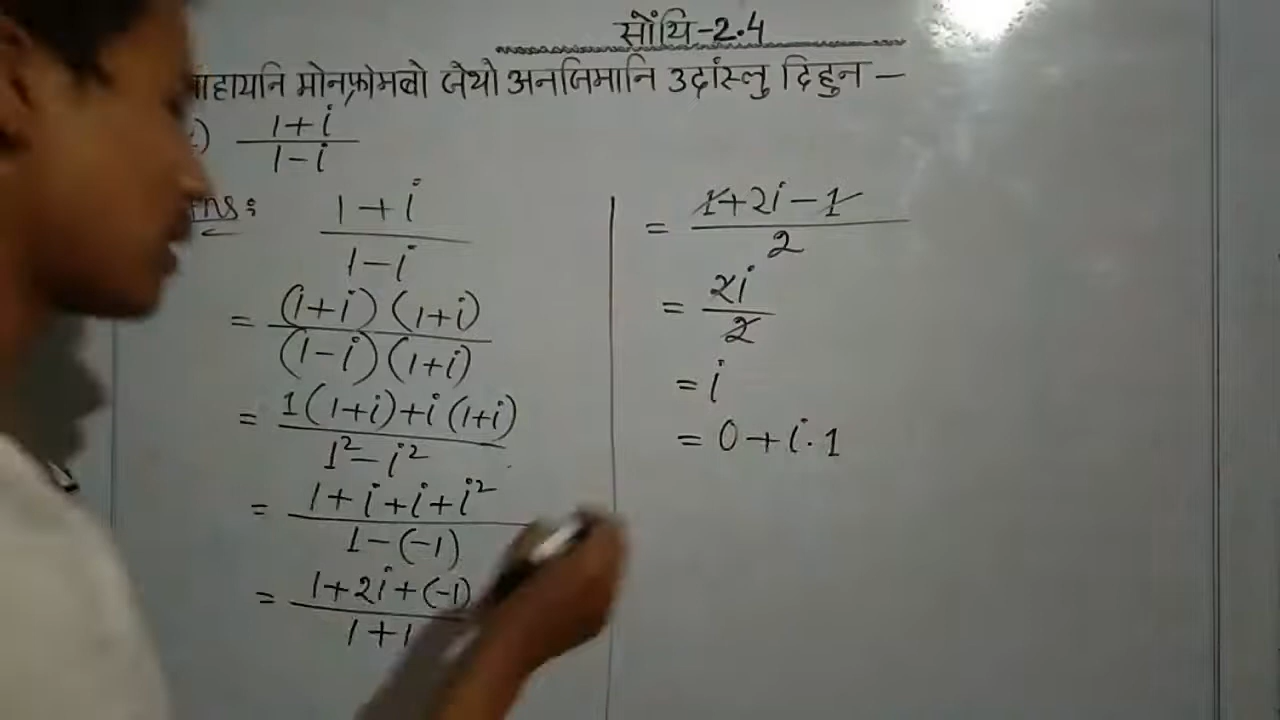 सोंथि-2.4
मोनफ्रोमबो जेथो अनजिमानि उदांस्लु दिहुन —
) 1+i / 1-i
ns:
1+i / 1-i
= (1+i) (1+i) / (1-i) (1+i)
= 1(1+i)+i(1+i) / 1²-i²
= 1+i+i+i² / 1-(-1)
= 1+2i+(-1) / 1+1
= 1+2i-1 / 2
= 2i / 2
= i
= 0+i.1